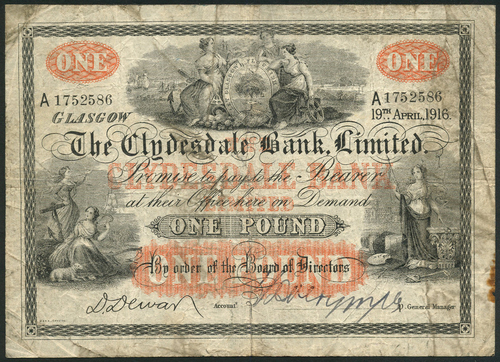 ONE ONE
A 1752586 A 1752586
GLASGOW 19TH APRIL, 1916.
The Clydesdale Bank, Limited.
CLYDESDALE BANK
Promise to pay to the Bearer
at their Office here on Demand
ONE POUND
ONE POUND
By order of the Board of Directors
D. Dewar Accountt. p. General Manager